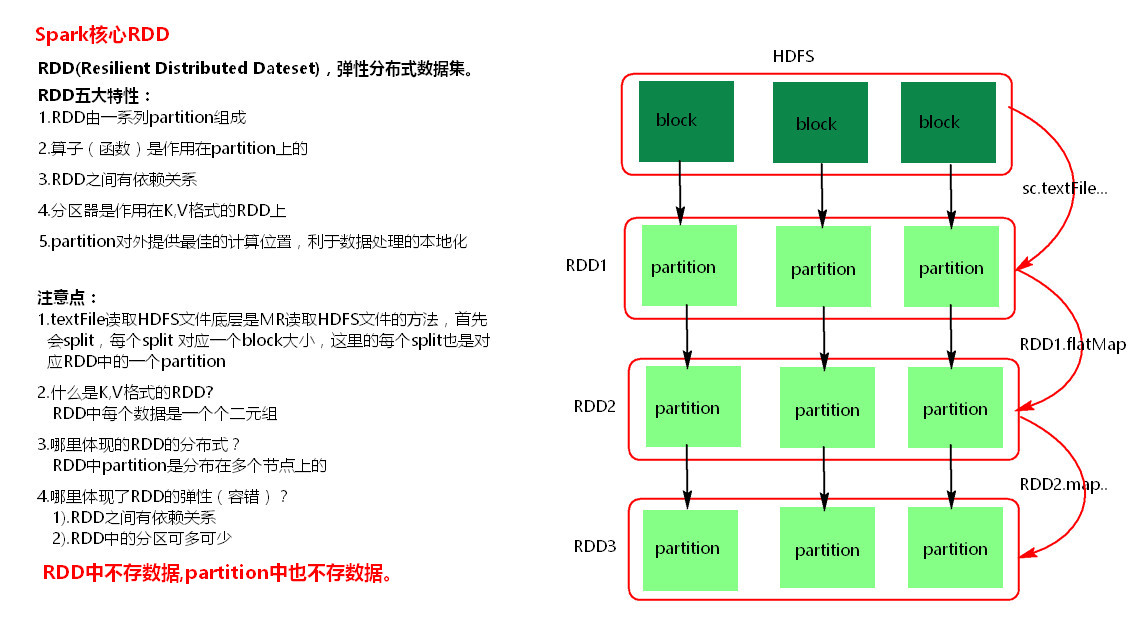 Spark核心RDD
RDD(Resilient Distributed Dateset)，弹性分布式数据集。
RDD五大特性：
1.RDD由一系列partition组成
2.算子（函数）是作用在partition上的
3.RDD之间有依赖关系
4.分区器是作用在K,V格式的RDD上
5.partition对外提供最佳的计算位置，利于数据处理的本地化
注意点：
1.textFile读取HDFS文件底层是MR读取HDFS文件的方法，首先
会split，每个split 对应一个block大小，这里的每个split也是对
应RDD中的一个partition
2.什么是K,V格式的RDD?
RDD中每个数据是一个个二元组
3.哪里体现的RDD的分布式？
RDD中partition是分布在多个节点上的
4.哪里体现了RDD的弹性（容错）？
1).RDD之间有依赖关系
2).RDD中的分区可多可少
RDD中不存数据,partition中也不存数据。
HDFS
block block block
sc.textFile...
RDD1 partition partition partition
RDD1.flatMap
RDD2 partition partition partition
RDD2.map..
RDD3 partition partition partition